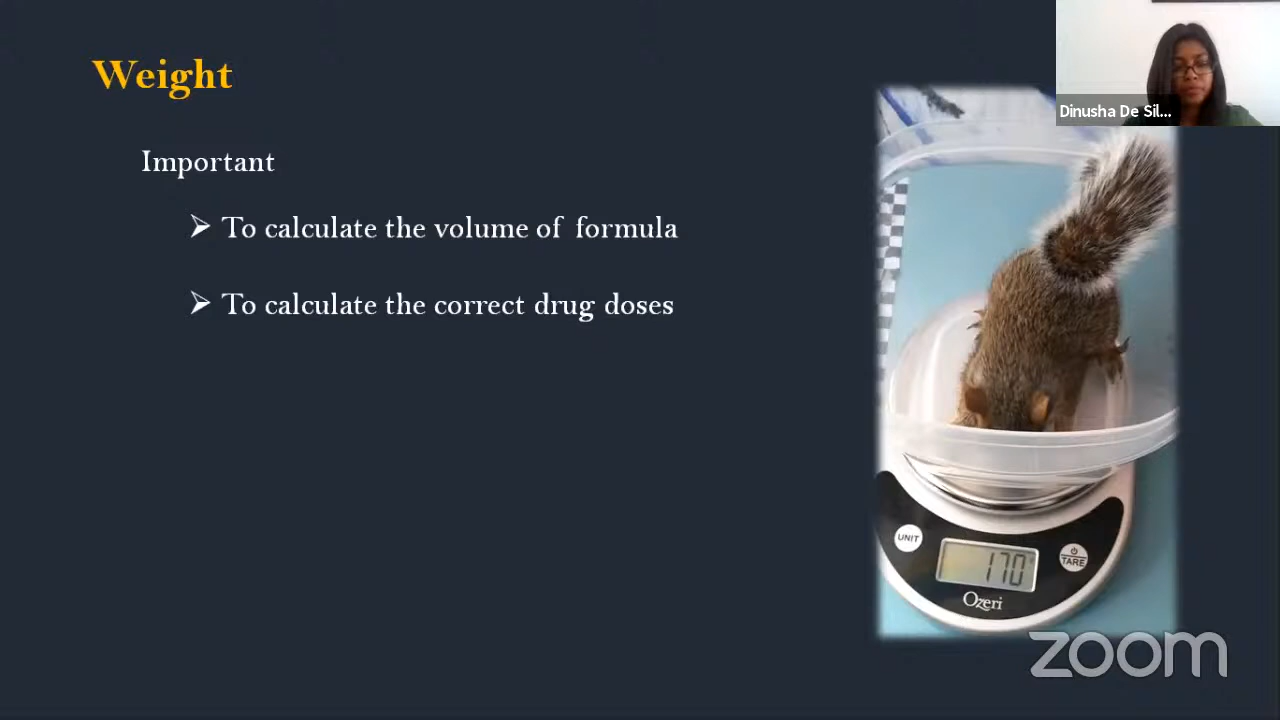 Weight
Important
➢ To calculate the volume of formula
➢ To calculate the correct drug doses
Dinusha De Sil...
UNIT
170
TARE
Ozeri
zoom